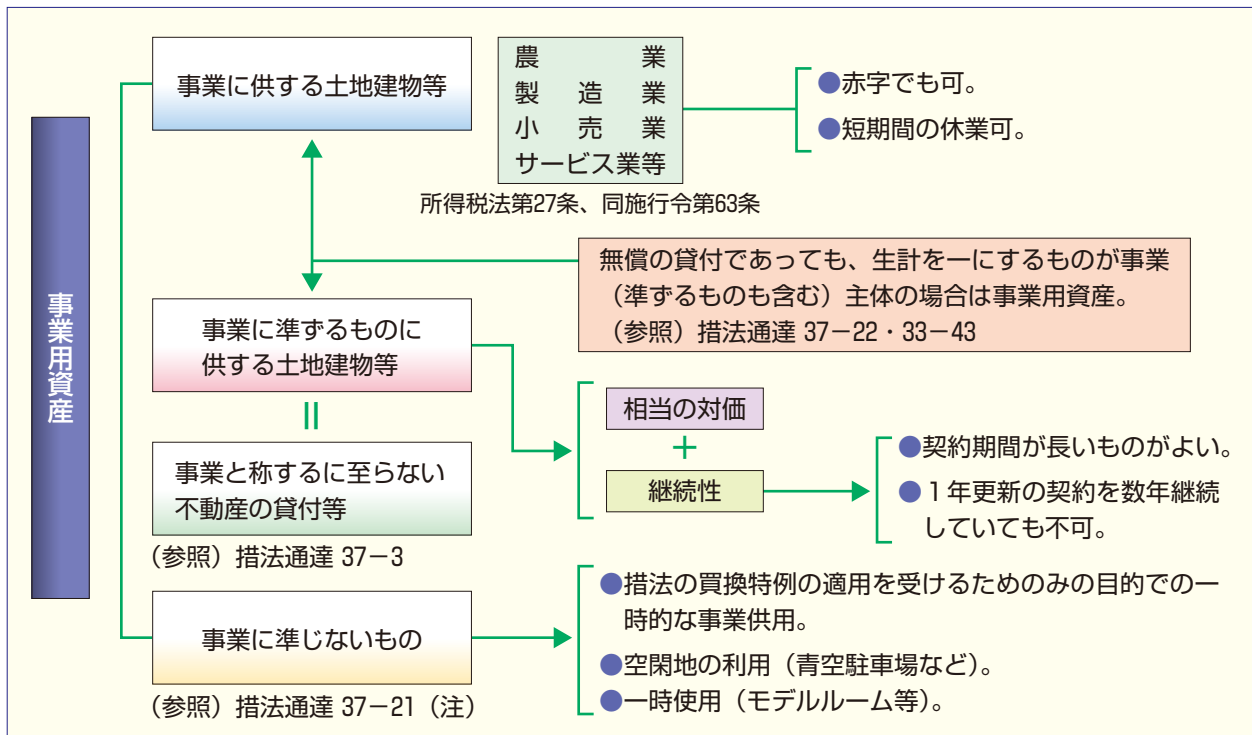 事業用資産
事業に供する土地建物等
農業
製造業
小売業
サービス業等
所得税法第27条、同施行令第63条
●赤字でも可。
●短期間の休業可。
無償の貸付であっても、生計を一にするものが事業
（準ずるものも含む）主体の場合は事業用資産。
（参照）措法通達 37－22・33－43
事業に準ずるものに
供する土地建物等
＝
事業と称するに至らない
不動産の貸付等
（参照）措法通達 37－3
相当の対価
＋
継続性
●契約期間が長いものがよい。
●１年更新の契約を数年継続
していても不可。
事業に準じないもの
（参照）措法通達 37－21（注）
●措法の買換特例の適用を受けるためのみの目的での一
時的な事業供用。
●空閑地の利用（青空駐車場など）。
●一時使用（モデルルーム等）。